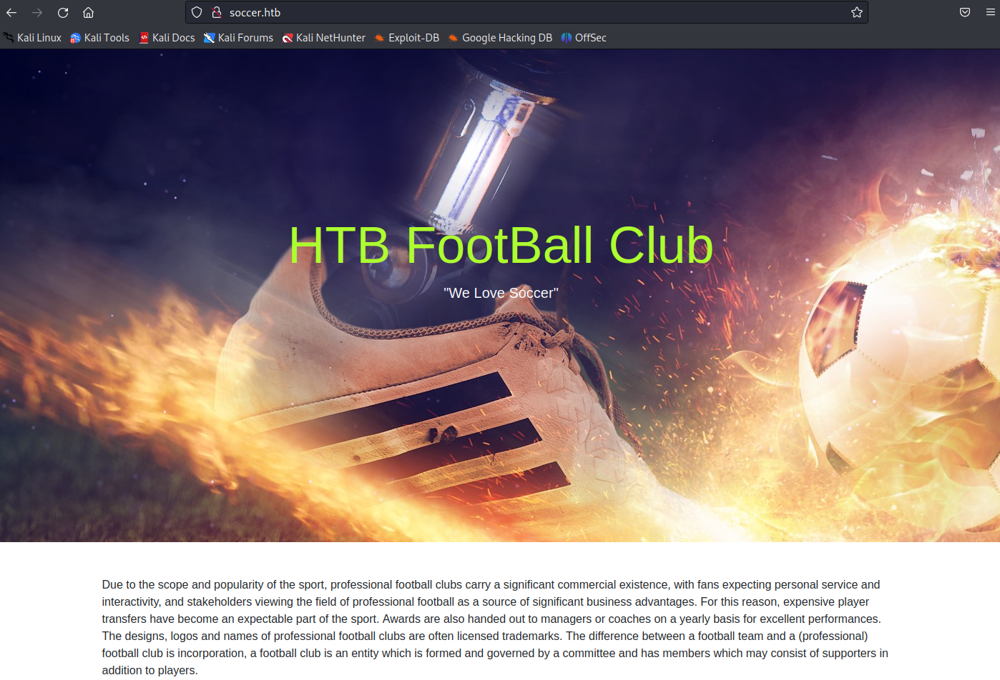 soccer.htb
Kali Linux Kali Tools Kali Docs Kali Forums Kali NetHunter Exploit-DB Google Hacking DB OffSec
HTB FootBall Club
"We Love Soccer"
Due to the scope and popularity of the sport, professional football clubs carry a significant commercial existence, with fans expecting personal service and
interactivity, and stakeholders viewing the field of professional football as a source of significant business advantages. For this reason, expensive player
transfers have become an expectable part of the sport. Awards are also handed out to managers or coaches on a yearly basis for excellent performances.
The designs, logos and names of professional football clubs are often licensed trademarks. The difference between a football team and a (professional)
football club is incorporation, a football club is an entity which is formed and governed by a committee and has members which may consist of supporters in
addition to players.